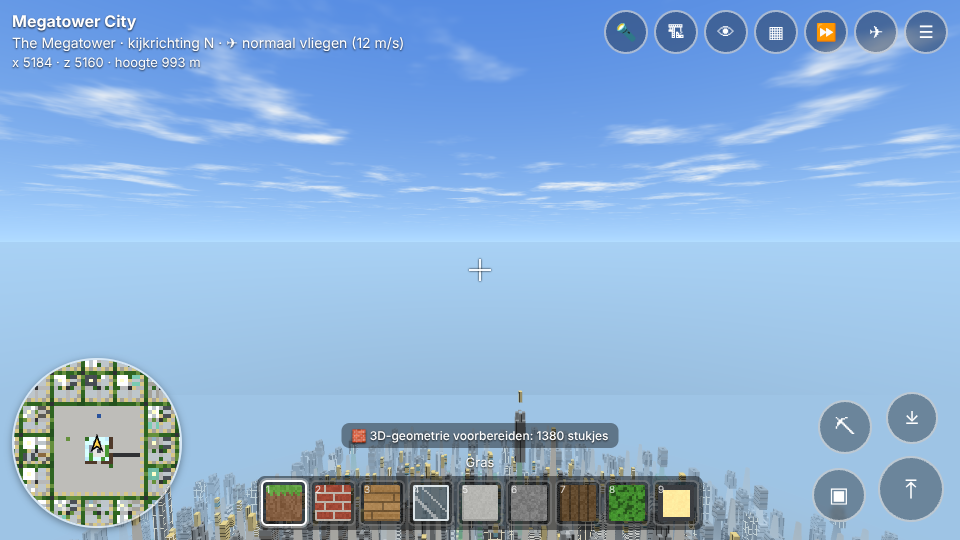 Megatower City
The Megatower · kijkrichting N · ✈ normaal vliegen (12 m/s)
x 5184 · z 5160 · hoogte 993 m
🧱 3D-geometrie voorbereiden: 1380 stukjes
Gras
1 2 3 4 5 6 7 8 9